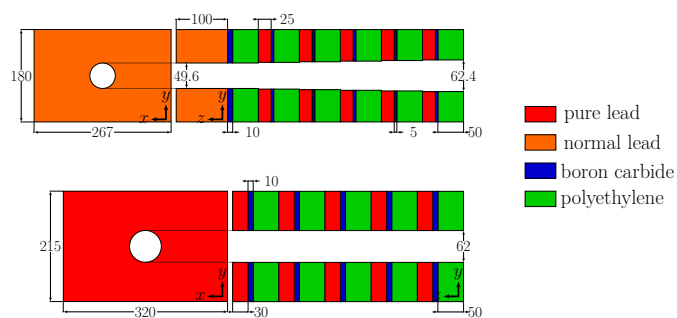 100
25
180
49.6
62.4
y
x
y
z
267
10
5
50
pure lead
normal lead
boron carbide
polyethylene
10
215
62
y
x
y
z
320
30
50